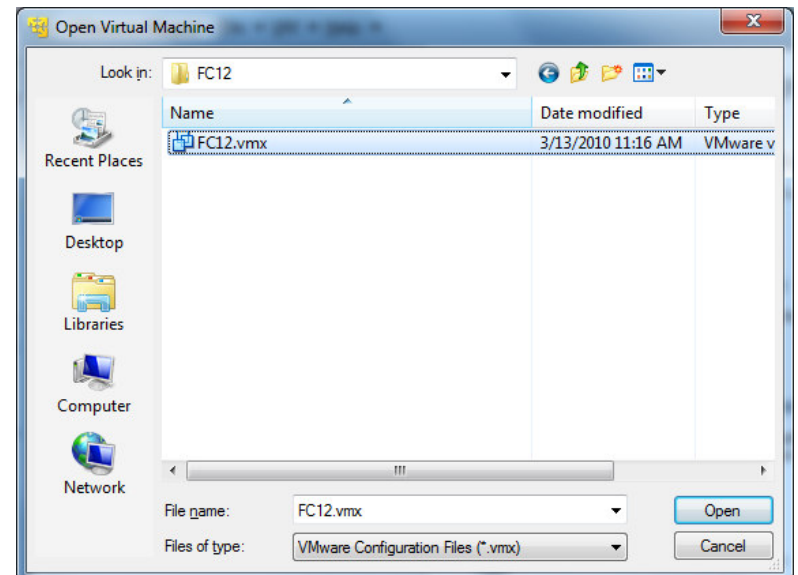 Open Virtual Machine
Look in: FC12
Name Date modified Type
FC12.vmx 3/13/2010 11:16 AM VMware v
Recent Places
Desktop
Libraries
Computer
Network
File name: FC12.vmx Open
Files of type: VMware Configuration Files (*.vmx) Cancel